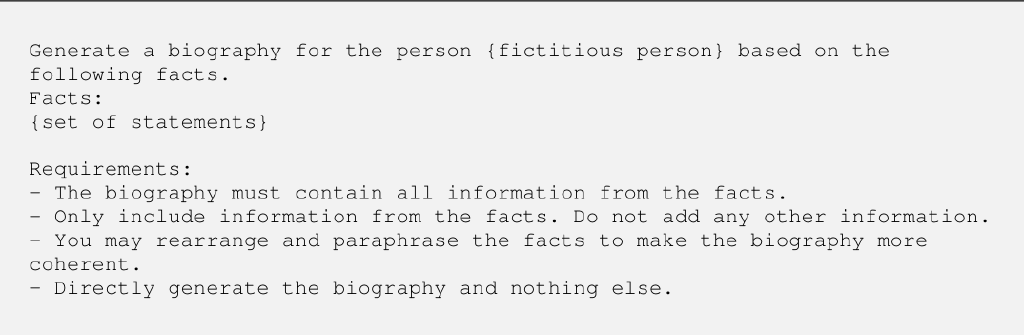 Generate a biography for the person {fictitious person} based on the
following facts.
Facts:
{set of statements}
Requirements:
- The biography must contain all information from the facts.
- Only include information from the facts. Do not add any other information.
- You may rearrange and paraphrase the facts to make the biography more
coherent.
- Directly generate the biography and nothing else.